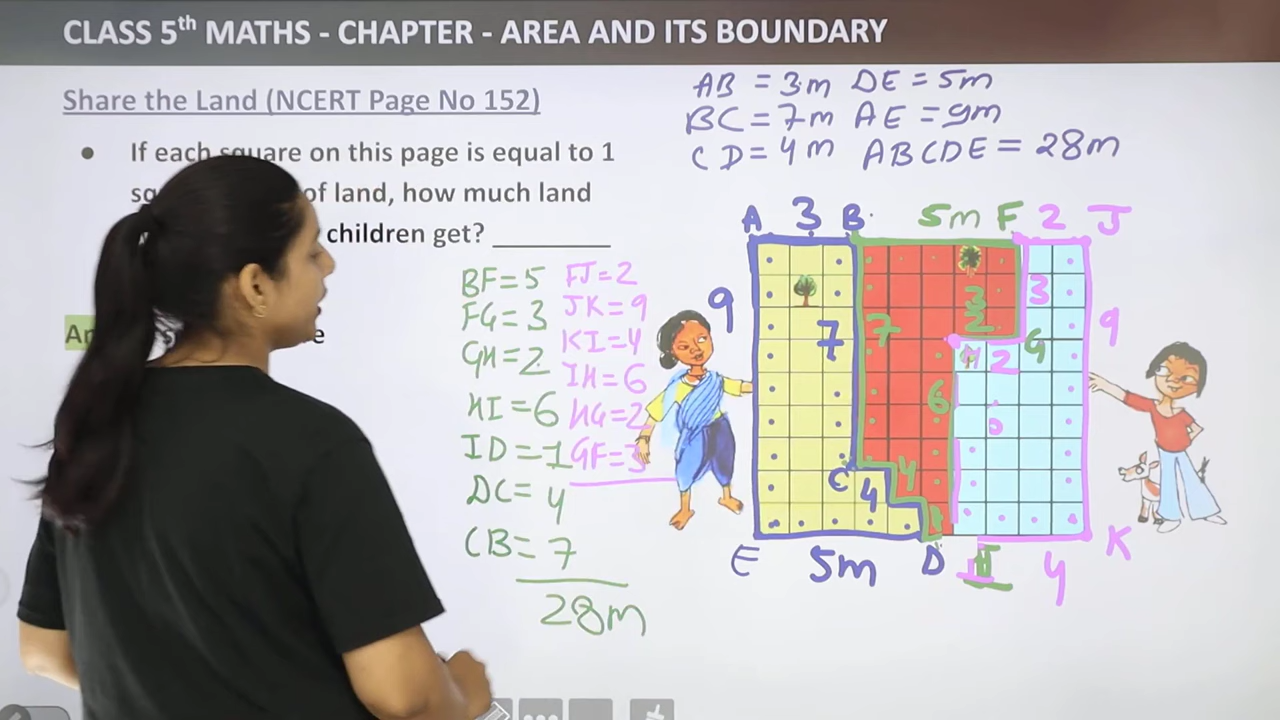 CLASS 5th MATHS - CHAPTER - AREA AND ITS BOUNDARY
Share the Land (NCERT Page No 152)
● If each square on this page is equal to 1
of land, how much land
children get? ________
AB = 3m DE = 5m
BC = 7m AE = 9m
CD = 4m ABCDE = 28m
BF=5 FJ=2
FG=3 JK=9
GH=2 KI=4
HI=6 IH=6
ID=1 HG=2
DC=4 GF=3
CB=7
28m
A 3 B 5m F 2 J
9 7 7 3 2 3 9
H 2 G
6
C 4 4
1
E 5m D I 4 K